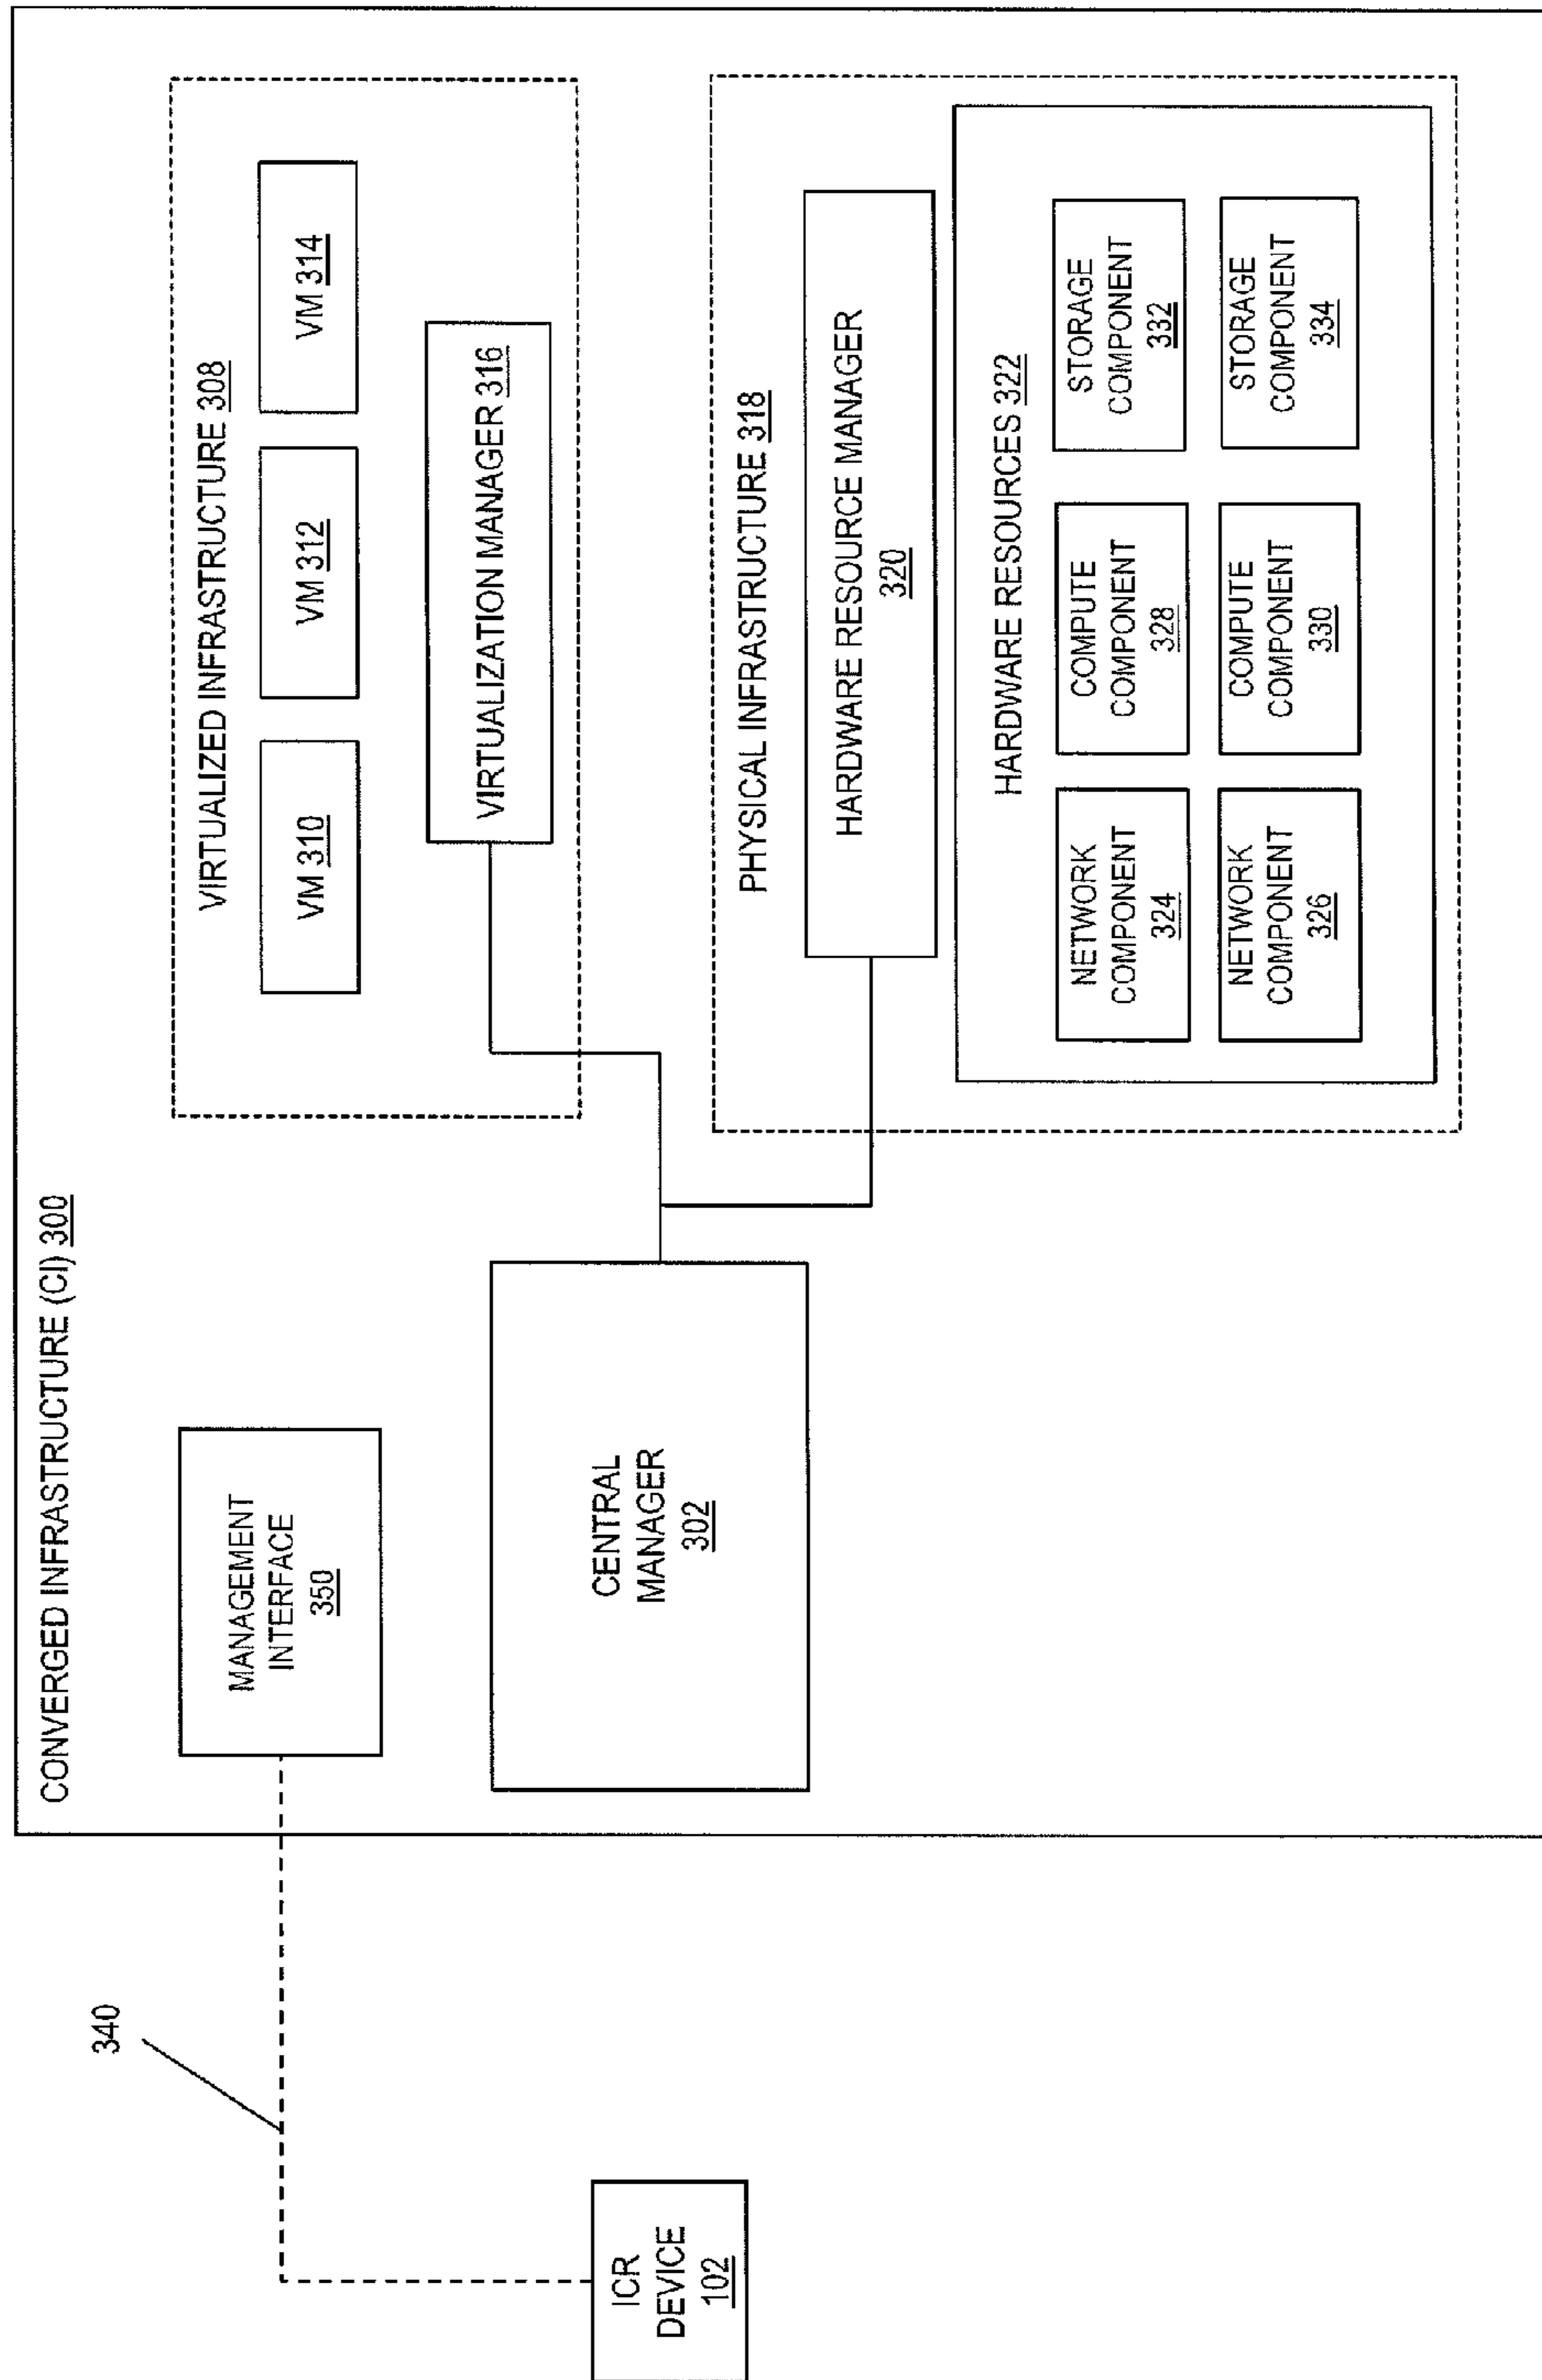 CONVERGED INFRASTRUCTURE (CI) 300
340
ICR
DEVICE
102
MANAGEMENT
INTERFACE
350
CENTRAL
MANAGER
302
VIRTUALIZED INFRASTRUCTURE 308
VM 310
VM 312
VM 314
VIRTUALIZATION MANAGER 316
PHYSICAL INFRASTRUCTURE 318
HARDWARE RESOURCE MANAGER
320
HARDWARE RESOURCES 322
NETWORK
COMPONENT
324
COMPUTE
COMPONENT
328
STORAGE
COMPONENT
332
NETWORK
COMPONENT
326
COMPUTE
COMPONENT
330
STORAGE
COMPONENT
334